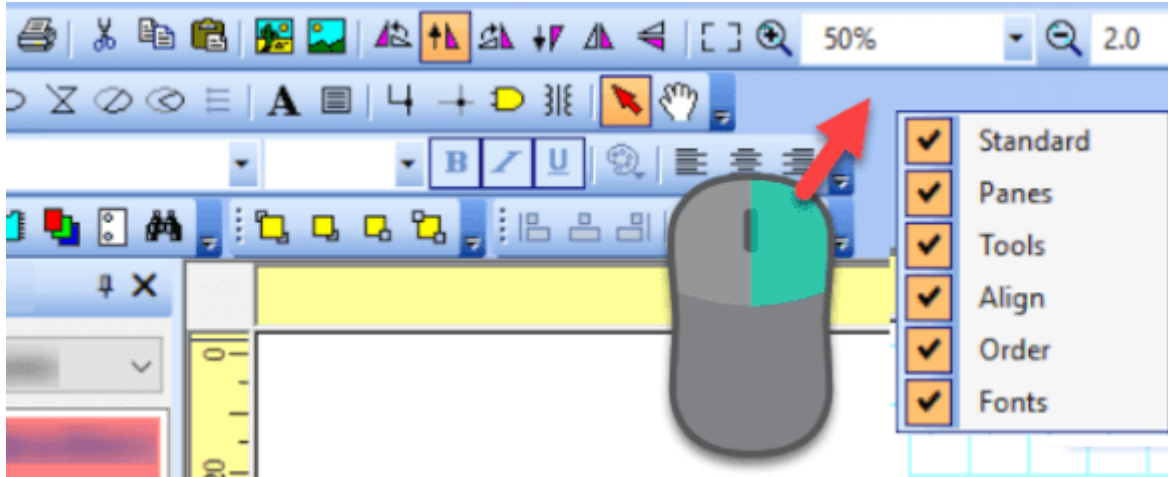 50% 2.0
A
B I U
Standard
Panes
Tools
Align
Order
Fonts
0